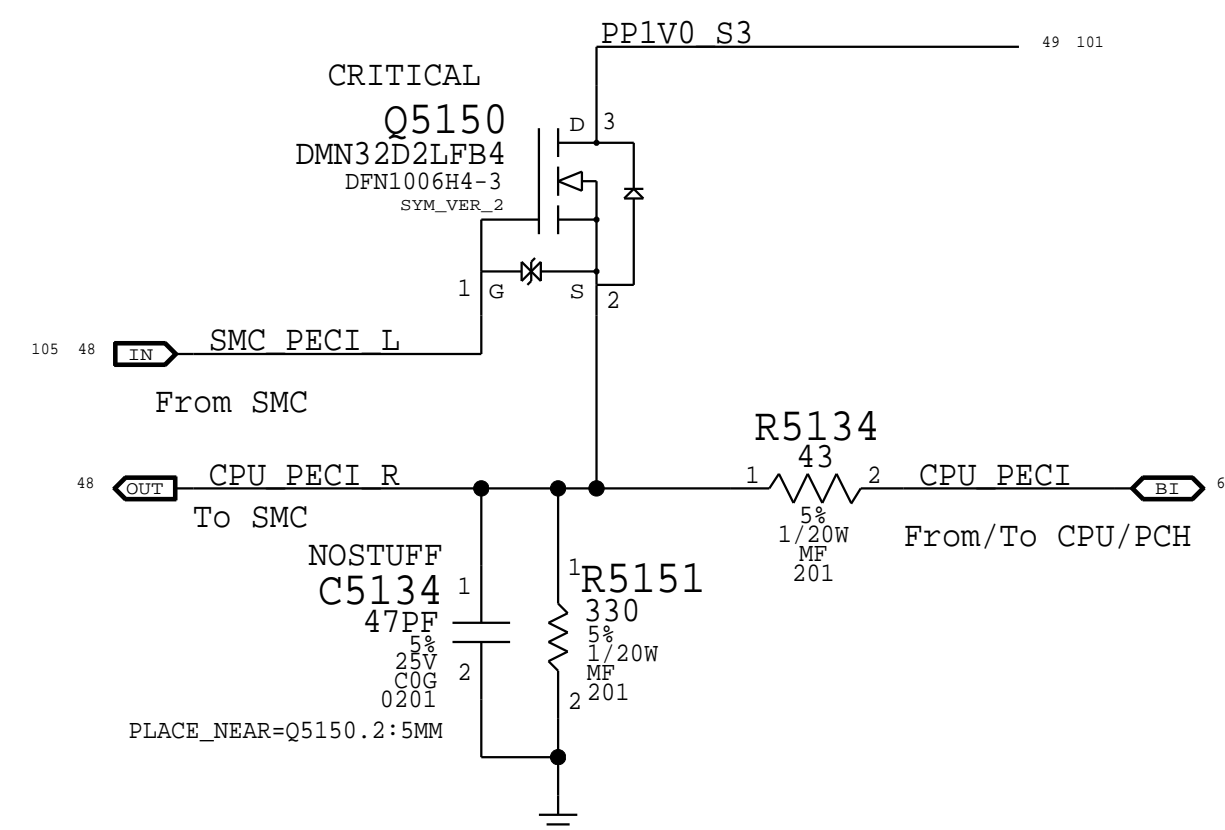 PP1V0_S3
49 101
CRITICAL
Q5150
DMN32D2LFB4
DFN1006H4-3
SYM_VER_2
D 3
1 G S 2
105 48 IN SMC_PECI_L
From SMC
R5134
43
48 OUT CPU_PECI_R 1 2 CPU_PECI BI 6
To SMC
5%
1/20W
MF
201
From/To CPU/PCH
NOSTUFF
C5134
47PF
5%
25V
C0G
0201
1
2
1
R5151
330
5%
1/20W
MF
201
2
PLACE_NEAR=Q5150.2:5MM